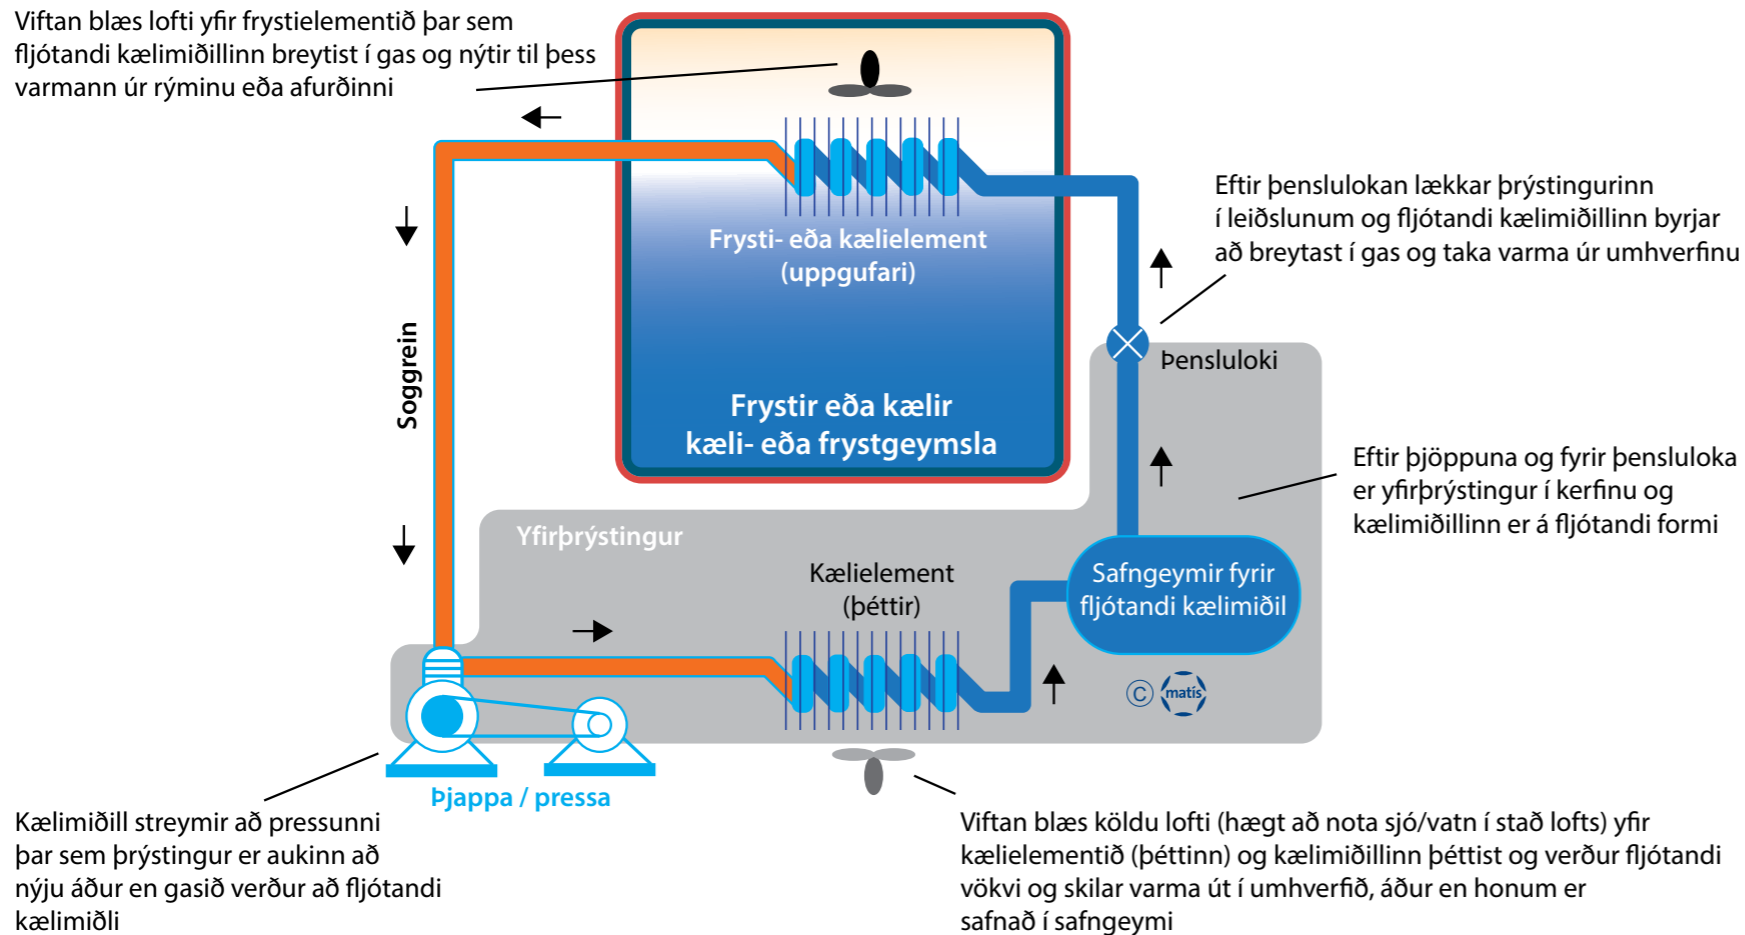 Viftan blæs lofti yfir frystielementið þar sem
fljótandi kælimiðillinn breytist í gas og nýtir til þess
varmann úr rýminu eða afurðinni
Eftir þenslulokan lækkar þrýstingurinn
í leiðslunum og fljótandi kælimiðillinn byrjar
að breytast í gas og taka varma úr umhverfinu
Frysti- eða kælielement
(uppgufari)
Soggrein
Þensluloki
Frystir eða kælir
kæli- eða frystgeymsla
Eftir þjöppuna og fyrir þensluloka
er yfirþrýstingur í kerfinu og
kælimiðillinn er á fljótandi formi
Yfirþrýstingur
Kælielement
(þéttir)
Safngeymir fyrir
fljótandi kælimiðil
© matís
Þjappa / pressa
Kælimiðill streymir að pressunni
þar sem þrýstingur er aukinn að
nýju áður en gasið verður að fljótandi
kælimiðli
Viftan blæs köldu lofti (hægt að nota sjó/vatn í stað lofts) yfir
kælielementið (þéttinn) og kælimiðillinn þéttist og verður fljótandi
vökvi og skilar varma út í umhverfið, áður en honum er
safnað í safngeymi